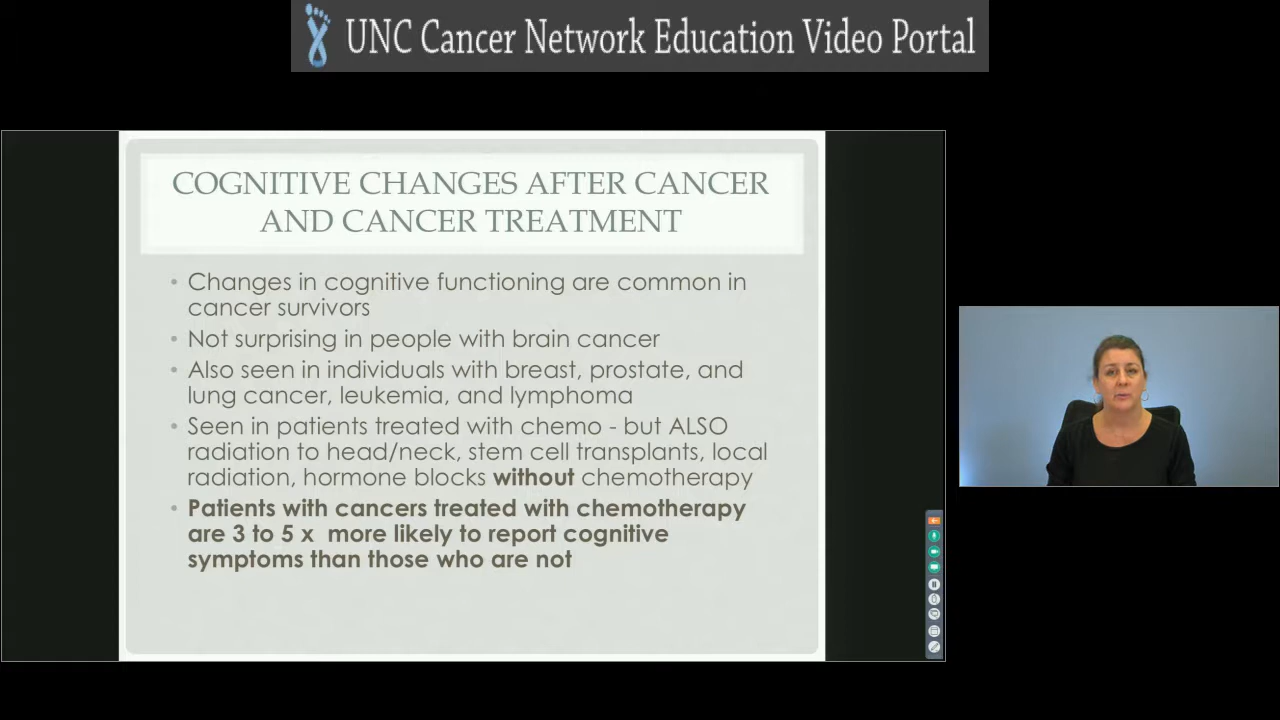 UNC Cancer Network Education Video Portal
COGNITIVE CHANGES AFTER CANCER
AND CANCER TREATMENT
• Changes in cognitive functioning are common in
cancer survivors
• Not surprising in people with brain cancer
• Also seen in individuals with breast, prostate, and
lung cancer, leukemia, and lymphoma
• Seen in patients treated with chemo - but ALSO
radiation to head/neck, stem cell transplants, local
radiation, hormone blocks without chemotherapy
• Patients with cancers treated with chemotherapy
are 3 to 5 x more likely to report cognitive
symptoms than those who are not